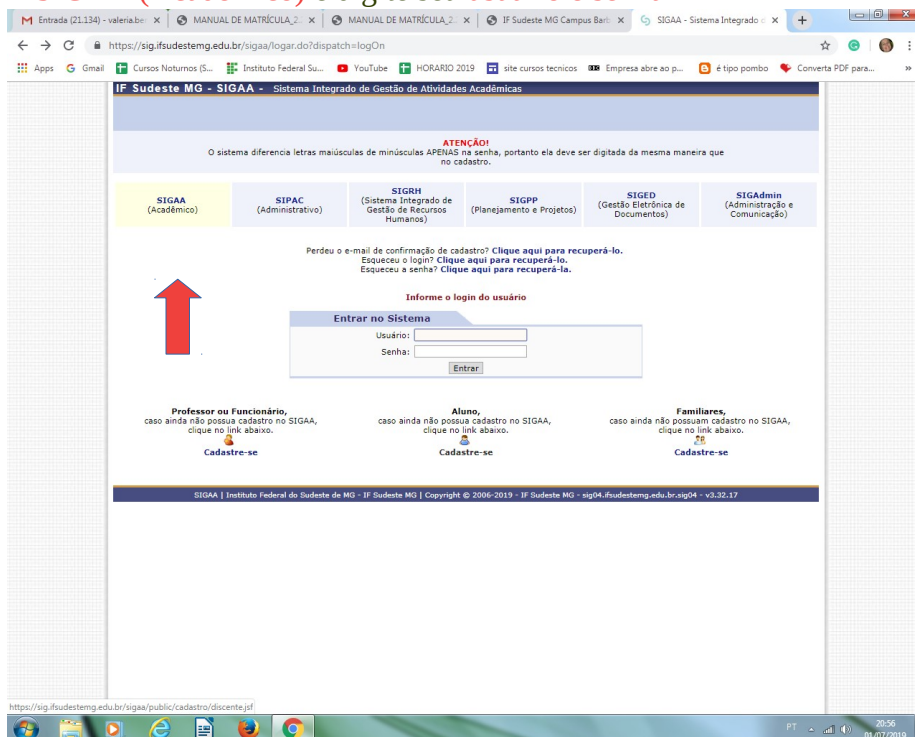 Entrada (21.134) - valeria.be
MANUAL DE MATRÍCULA_2
MANUAL DE MATRÍCULA_2
IF Sudeste MG Campus Barb
SIGAA - Sistema Integrado
https://sig.ifsudestemg.edu.br/sigaa/logar.do?dispatch=logOn
Apps Gmail Cursos Noturnos (S... Instituto Federal Su... YouTube HORARIO 2019 site cursos tecnicos Empresa abre ao p... é tipo pombo Converta PDF para... »
IF Sudeste MG - SIGAA - Sistema Integrado de Gestão de Atividades Acadêmicas
ATENÇÃO!
O sistema diferencia letras maiúsculas de minúsculas APENAS na senha, portanto ela deve ser digitada da mesma maneira que
no cadastro.
SIGAA
(Acadêmico)
SIPAC
(Administrativo)
SIGRH
(Sistema Integrado de
Gestão de Recursos
Humanos)
SIGPP
(Planejamento e Projetos)
SIGED
(Gestão Eletrônica de
Documentos)
SIGAdmin
(Administração e
Comunicação)
Perdeu o e-mail de confirmação de cadastro? Clique aqui para recuperá-lo.
Esqueceu o login? Clique aqui para recuperá-lo.
Esqueceu a senha? Clique aqui para recuperá-la.
Informe o login do usuário
Entrar no Sistema
Usuário:
Senha:
Entrar
Professor ou Funcionário,
caso ainda não possua cadastro no SIGAA,
clique no link abaixo.
Cadastre-se
Aluno,
caso ainda não possua cadastro no SIGAA,
clique no link abaixo.
Cadastre-se
Familiares,
caso ainda não possuam cadastro no SIGAA,
clique no link abaixo.
Cadastre-se
SIGAA | Instituto Federal do Sudeste de MG - IF Sudeste MG | Copyright © 2006-2019 - IF Sudeste MG - sig04.ifsudestemg.edu.br.sig04 - v3.32.17
https://sig.ifsudestemg.edu.br/sigaa/public/cadastro/discente.jsf
PT
20:56
01/07/2019